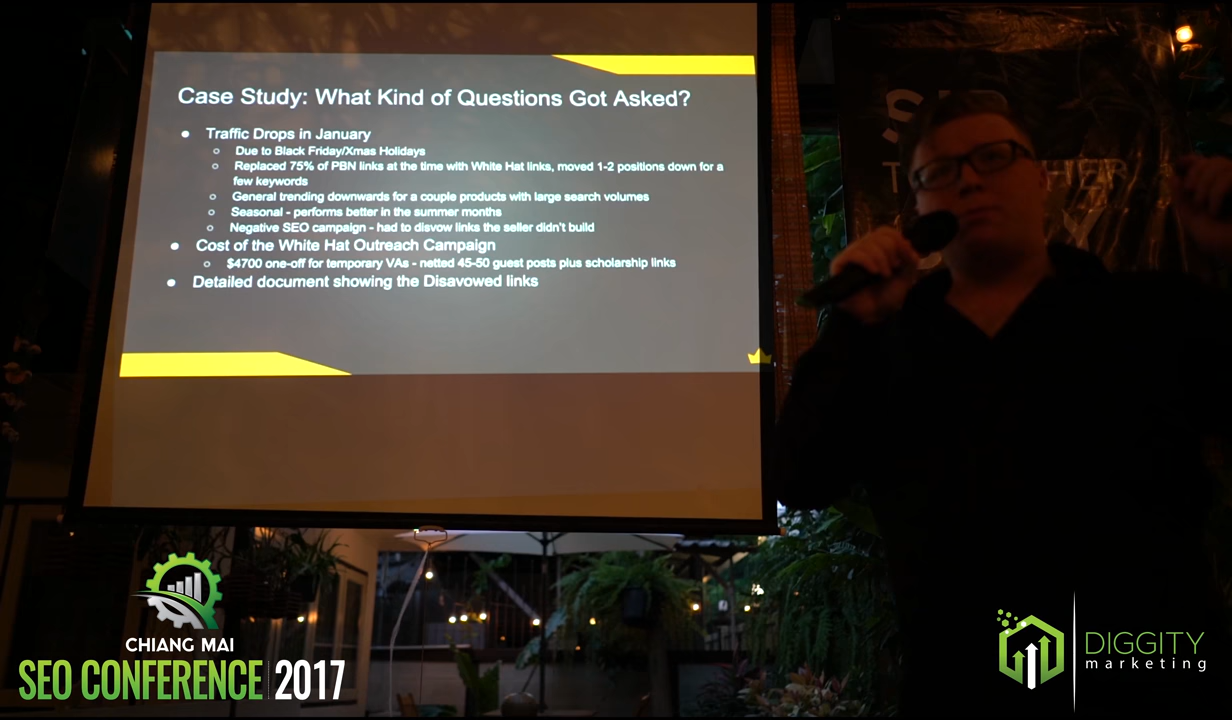 Case Study: What Kind of Questions Got Asked?
● Traffic Drops in January
○ Due to Black Friday/Xmas Holidays
○ Replaced 75% of PBN links at the time with White Hat links, moved 1-2 positions down for a
few keywords
○ General trending downwards for a couple products with large search volumes
○ Seasonal - performs better in the summer months
○ Negative SEO campaign - had to disvow links the seller didn't build
● Cost of the White Hat Outreach Campaign
○ $4700 one-off for temporary VAs - netted 45-50 guest posts plus scholarship links
● Detailed document showing the Disavowed links
CHIANG MAI
SEO CONFERENCE 2017
DIGGITY
marketing